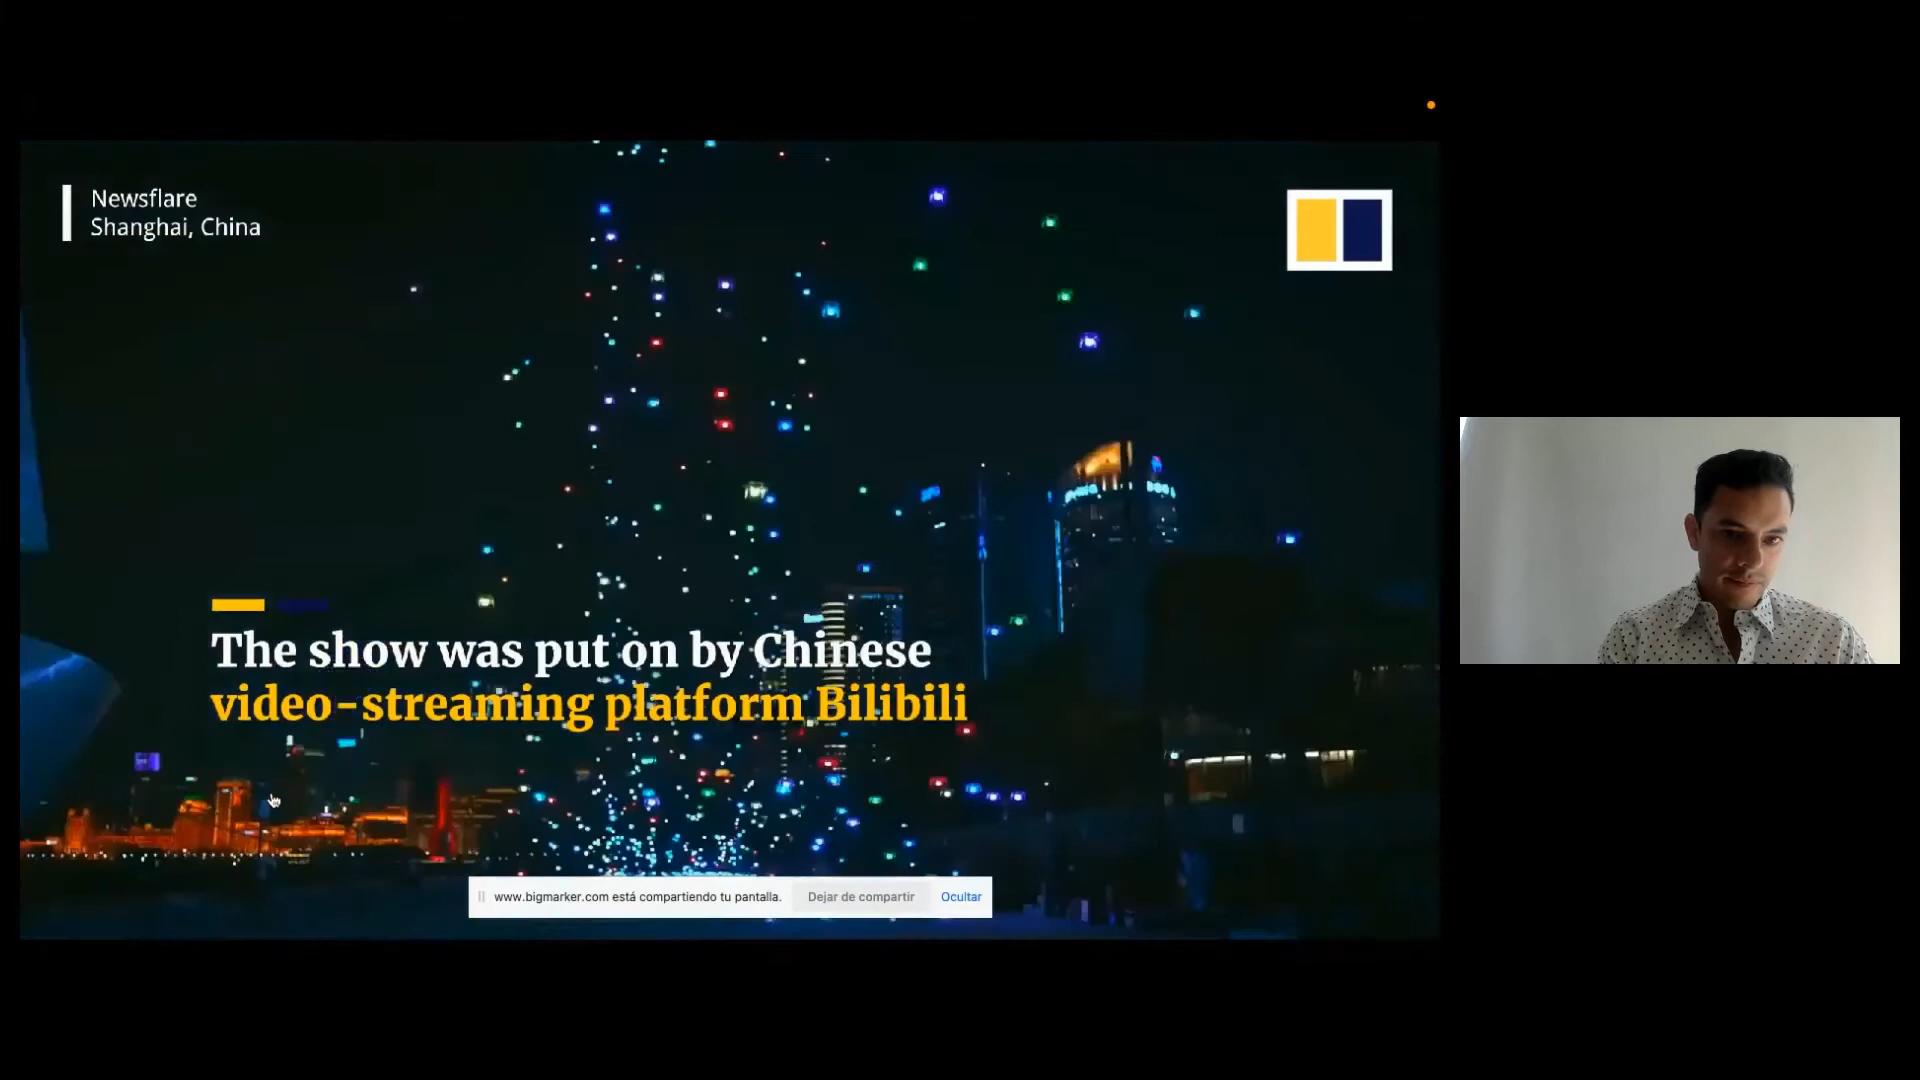 Newsflare
Shanghai, China
The show was put on by Chinese
video-streaming platform Bilibili
www.bigmarker.com está compartiendo tu pantalla. Dejar de compartir Ocultar